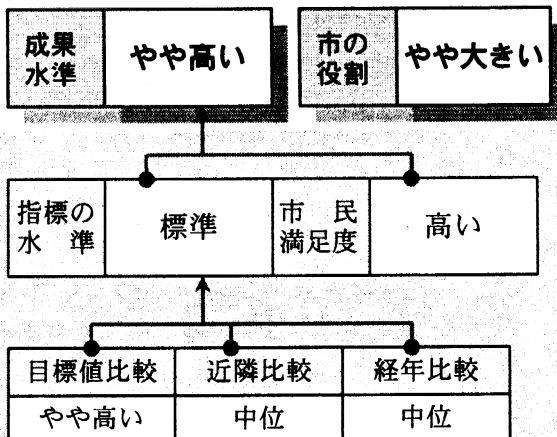 成果水準 やや高い 市の役割 やや大きい
指標の水準 標準 市民満足度 高い
目標値比較 近隣比較 経年比較
やや高い 中位 中位